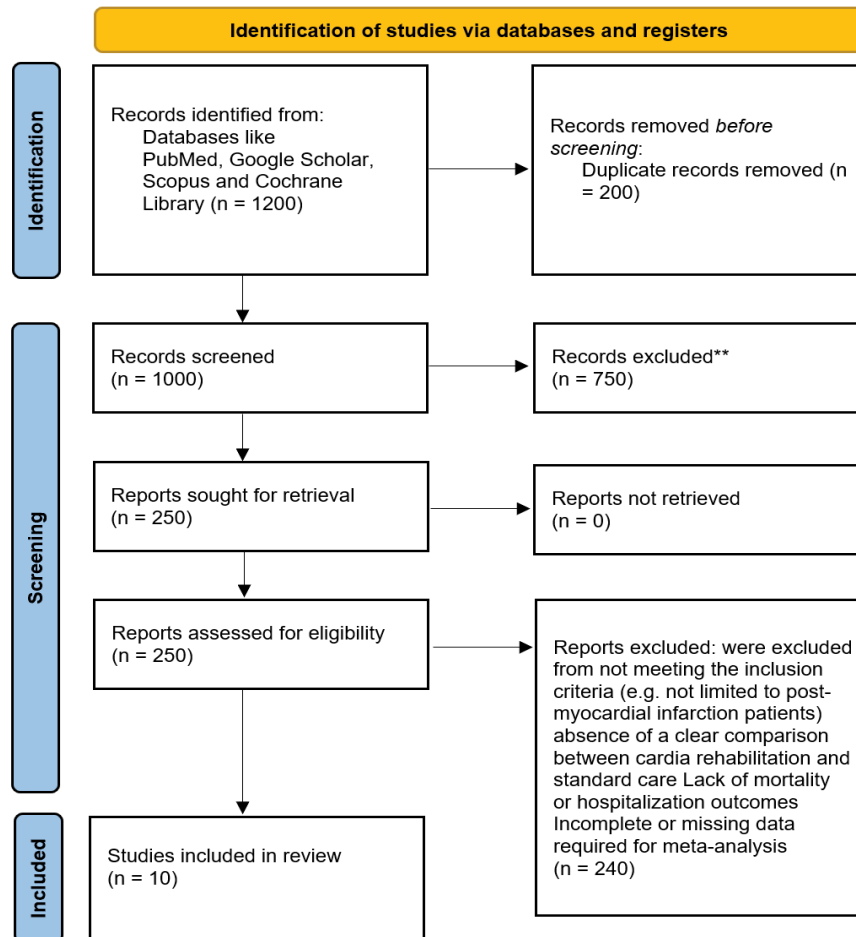 Identification of studies via databases and registers
Identification
Records identified from:
Databases like
PubMed, Google Scholar,
Scopus and Cochrane
Library (n = 1200)
Records removed before
screening:
Duplicate records removed (n
= 200)
Screening
Records screened
(n = 1000)
Records excluded**
(n = 750)
Reports sought for retrieval
(n = 250)
Reports not retrieved
(n = 0)
Reports assessed for eligibility
(n = 250)
Reports excluded: were excluded
from not meeting the inclusion
criteria (e.g. not limited to post-
myocardial infarction patients)
absence of a clear comparison
between cardia rehabilitation and
standard care Lack of mortality
or hospitalization outcomes
Incomplete or missing data
required for meta-analysis
(n = 240)
Included
Studies included in review
(n = 10)